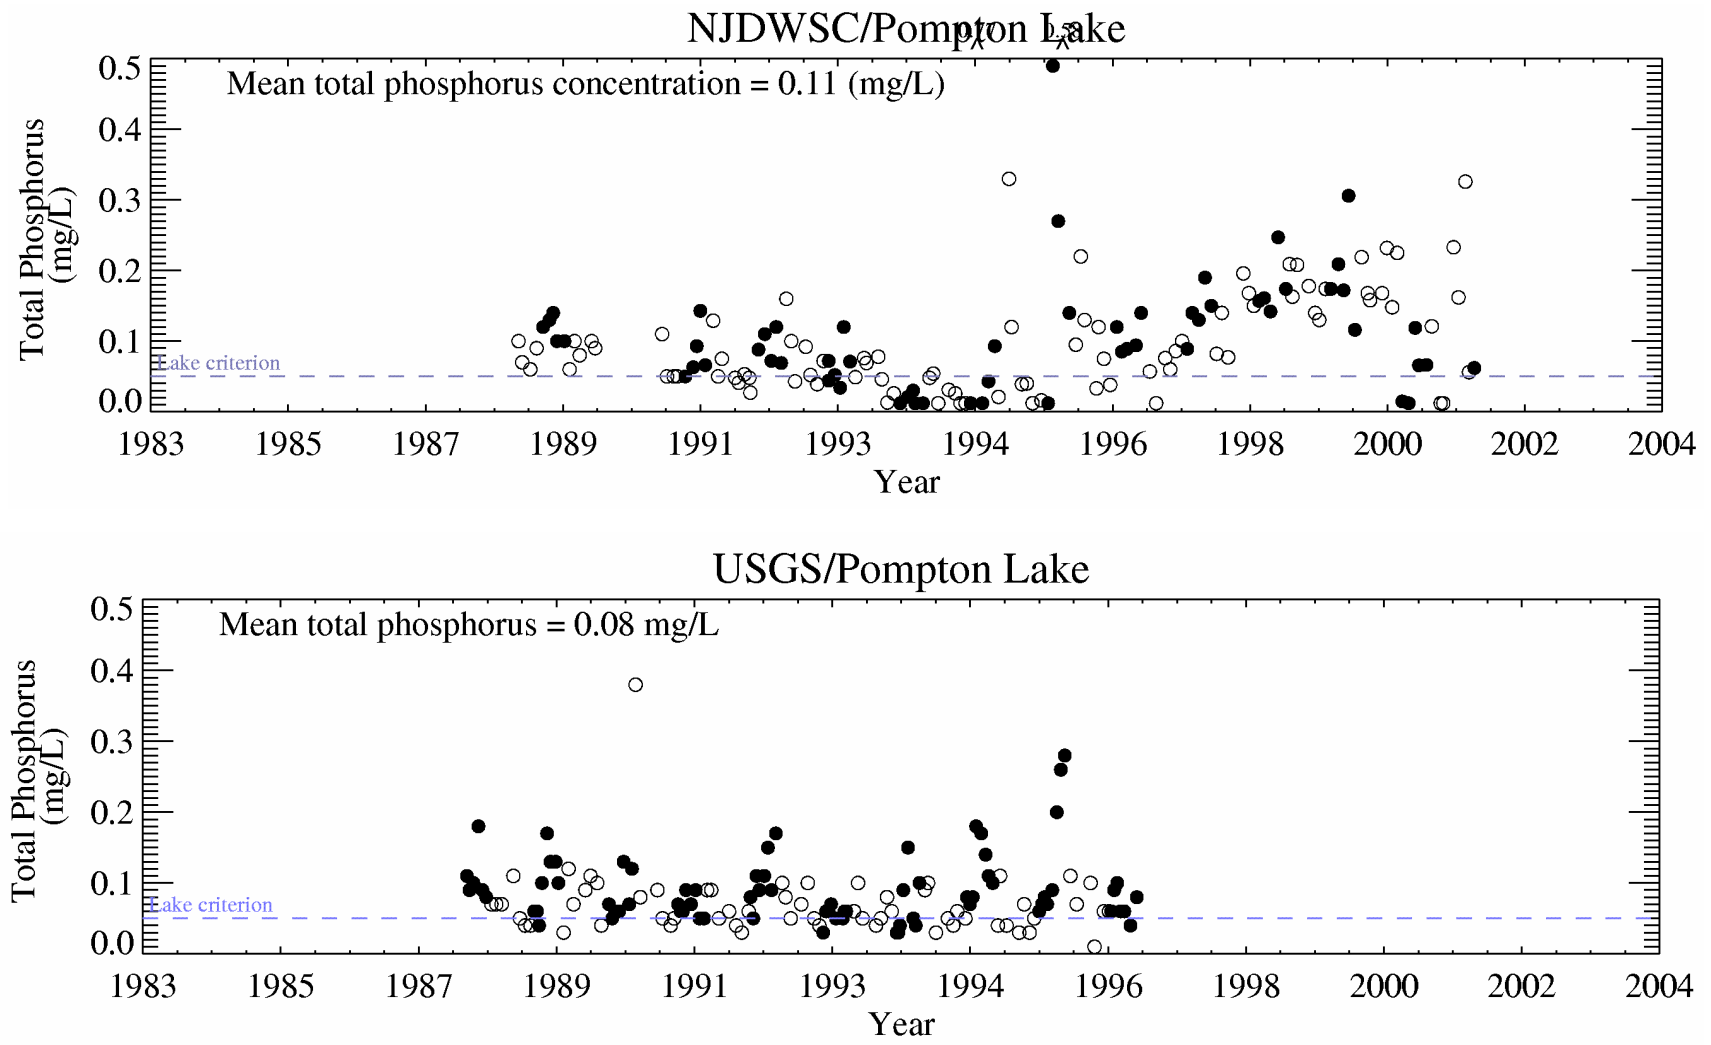 NJDWSC/Pompton Lake
Mean total phosphorus concentration = 0.11 (mg/L)
Total Phosphorus
(mg/L)
0.5
0.4
0.3
0.2
0.1
0.0
Lake criterion
1983 1985 1987 1989 1991 1993 1994 1996 1998 2000 2002 2004
Year
USGS/Pompton Lake
Mean total phosphorus = 0.08 mg/L
Total Phosphorus
(mg/L)
0.5
0.4
0.3
0.2
0.1
0.0
Lake criterion
1983 1985 1987 1989 1991 1993 1994 1996 1998 2000 2002 2004
Year